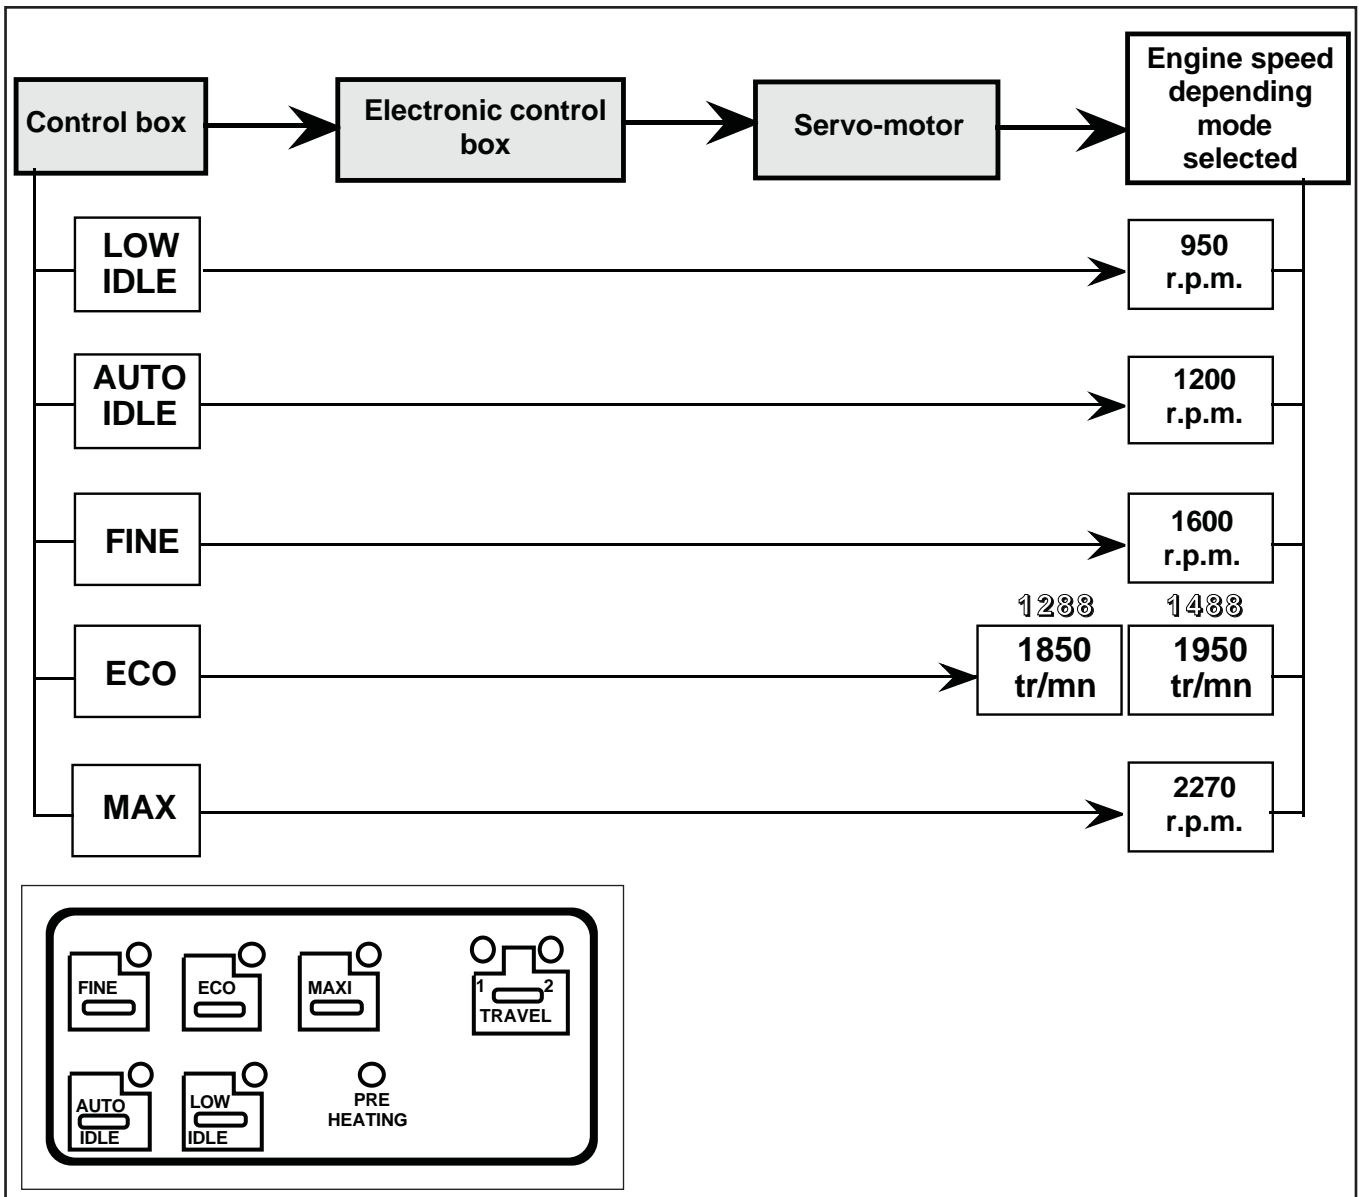 Control box
Electronic control
box
Servo-motor
Engine speed
depending
mode
selected
LOW
IDLE
950
r.p.m.
AUTO
IDLE
1200
r.p.m.
FINE
1600
r.p.m.
1288
1488
ECO
1850
tr/mn
1950
tr/mn
MAX
2270
r.p.m.
FINE
ECO
MAXI
1 2
TRAVEL
AUTO
IDLE
LOW
IDLE
PRE
HEATING